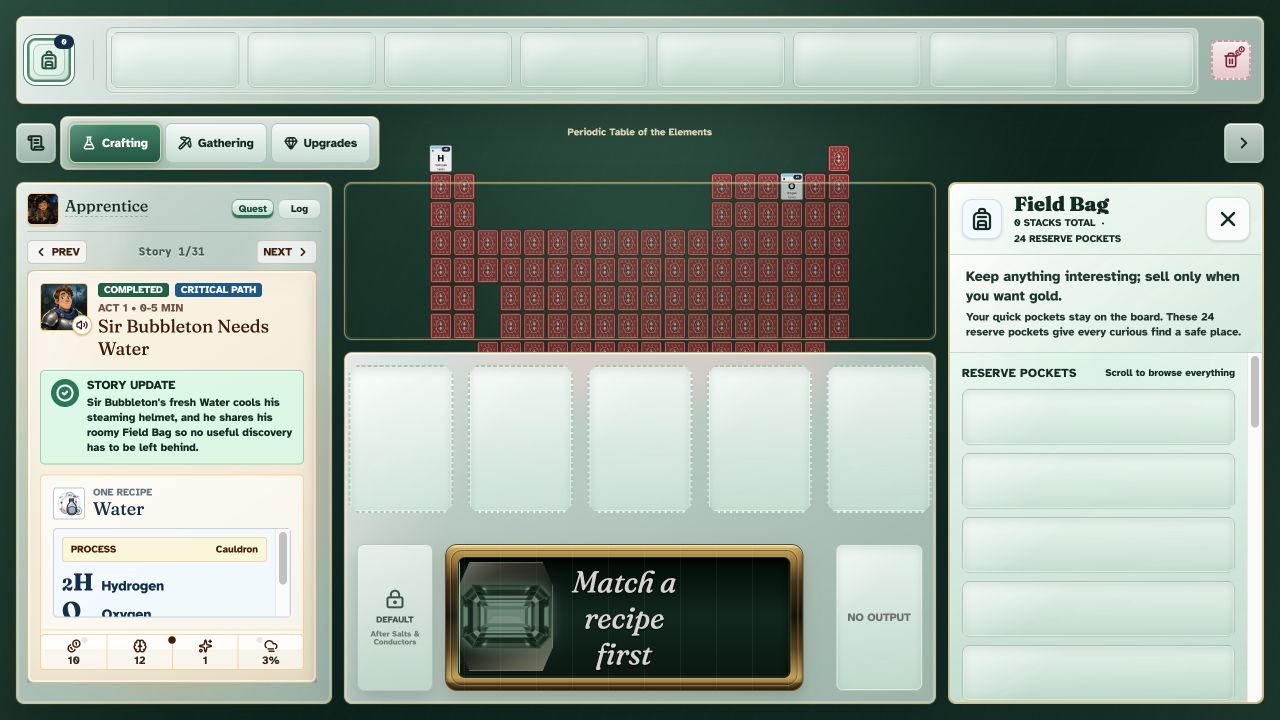 0
Crafting
Gathering
Upgrades
Periodic Table of the Elements
H
O
Apprentice
Quest
Log
PREV
Story 1/31
NEXT
COMPLETED
CRITICAL PATH
ACT 1 • 0-5 MIN
Sir Bubbleton Needs
Water
STORY UPDATE
Sir Bubbleton's fresh Water cools his
steaming helmet, and he shares his
roomy Field Bag so no useful discovery
has to be left behind.
ONE RECIPE
Water
PROCESS
Cauldron
2H Hydrogen
O Oxygen
10
12
1
3%
DEFAULT
After Salts &
Conductors
Match a
recipe
first
NO OUTPUT
Field Bag
0 STACKS TOTAL ·
24 RESERVE POCKETS
Keep anything interesting; sell only when
you want gold.
Your quick pockets stay on the board. These 24
reserve pockets give every curious find a safe place.
RESERVE POCKETS
Scroll to browse everything